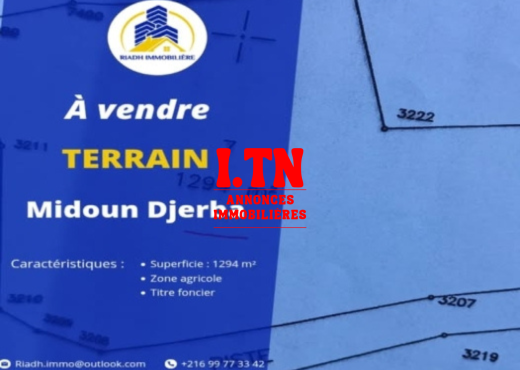 RIADH IMMOBILIÈRE
À vendre
TERRAIN
Midoun Djerba
I.TN
ANNONCES
IMMOBILIERES
Caractéristiques :
• Superficie : 1294 m²
• Zone agricole
• Titre foncier
Riadh.immo@outlook.com
+216 99 77 33 42
3211
3222
3207
3219